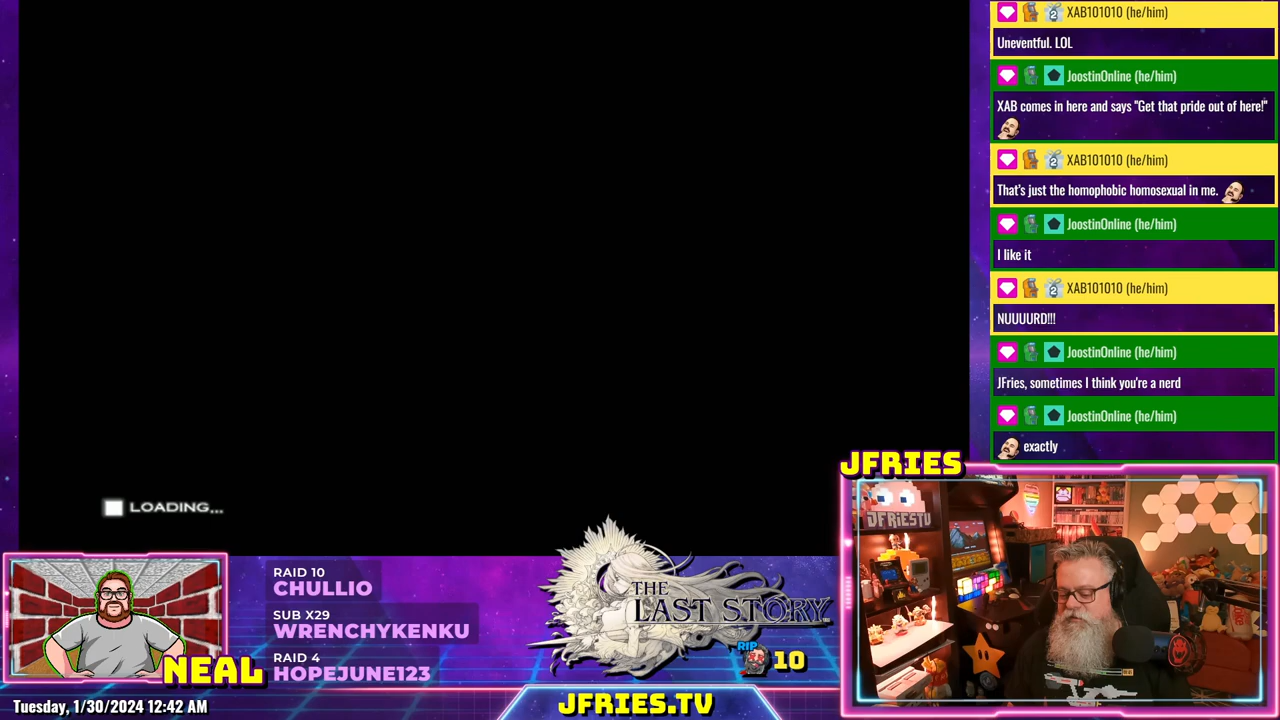 XAB101010 (he/him)
Uneventful. LOL
JoostinOnline (he/him)
XAB comes in here and says "Get that pride out of here!"
XAB101010 (he/him)
That's just the homophobic homosexual in me.
JoostinOnline (he/him)
I like it
XAB101010 (he/him)
NUUUURD!!!
JoostinOnline (he/him)
JFries, sometimes I think you're a nerd
JoostinOnline (he/him)
exactly
LOADING...
JFRIES
JFRIESTV
NEAL
RAID 10
CHULLIO
SUB X29
WRENCHYKENKU
RAID 4
HOPEJUNE123
THE
LAST STORY
RIP
10
JFRIES.TV
Tuesday, 1/30/2024 12:42 AM